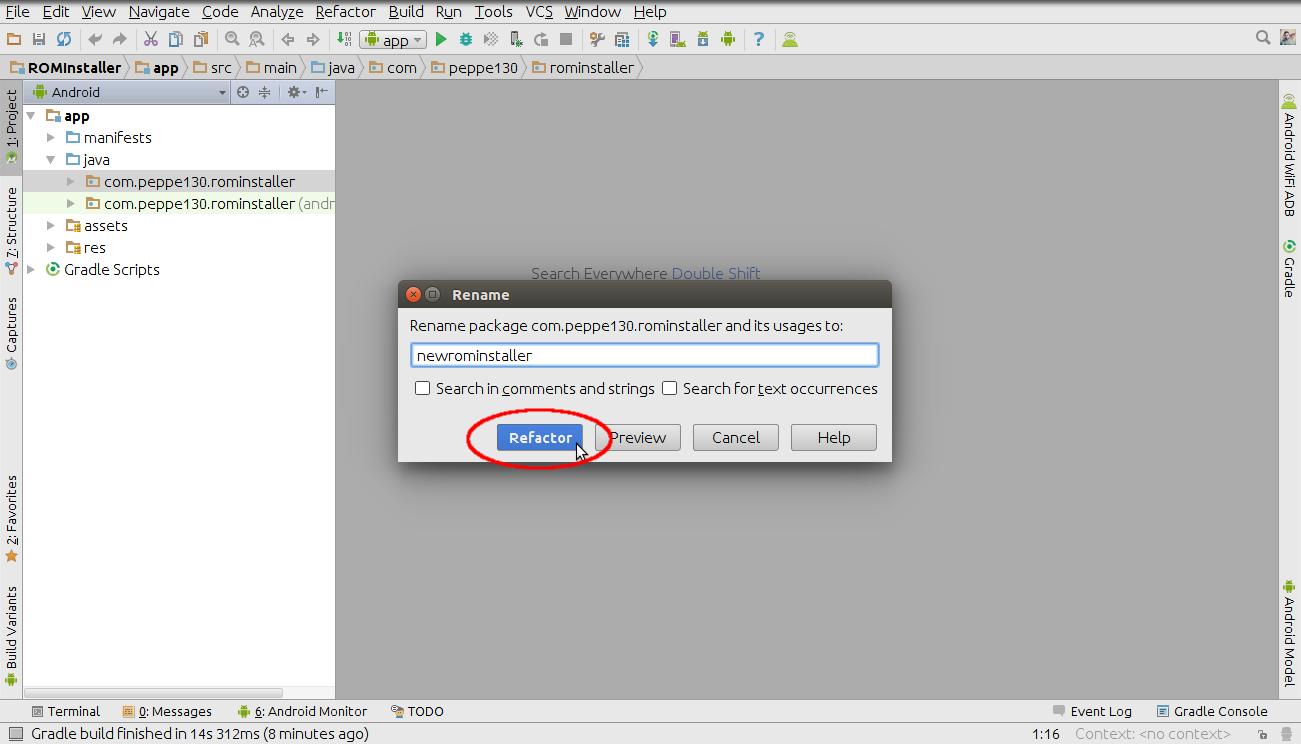 File Edit View Navigate Code Analyze Refactor Build Run Tools VCS Window Help
app
ROMInstaller app src main java com peppe130 rominstaller
1: Project
7: Structure
Captures
2: Favorites
Build Variants
Android
app
manifests
java
com.peppe130.rominstaller
com.peppe130.rominstaller (andr
assets
res
Gradle Scripts
Search Everywhere Double Shift
Rename
Rename package com.peppe130.rominstaller and its usages to:
newrominstaller
Search in comments and strings Search for text occurrences
Refactor Preview Cancel Help
Android WiFi ADB
Gradle
Android Model
Terminal 0: Messages 6: Android Monitor TODO Event Log Gradle Console
Gradle build finished in 14s 312ms (8 minutes ago) 1:16 Context: <no context>